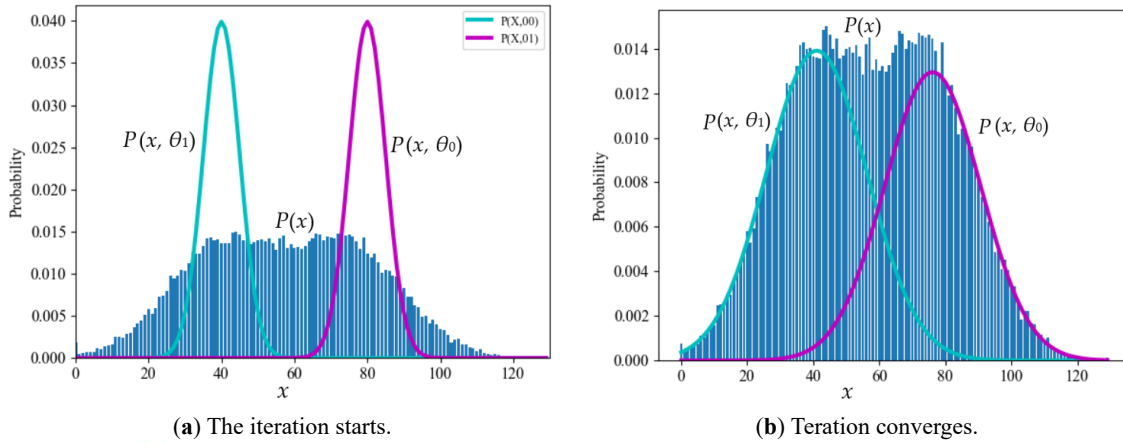 0.040
0.035
0.030
0.025
0.020
0.015
0.010
0.005
0.000
Probability
0 20 40 60 80 100 120
x
P(X,00)
P(X,01)
P(x, θ1)
P(x, θ0)
P(x)
(a) The iteration starts.
0.014
0.012
0.010
0.008
0.006
0.004
0.002
0.000
Probability
0 20 40 60 80 100 120
x
P(x)
P(x, θ1)
P(x, θ0)
(b) Teration converges.